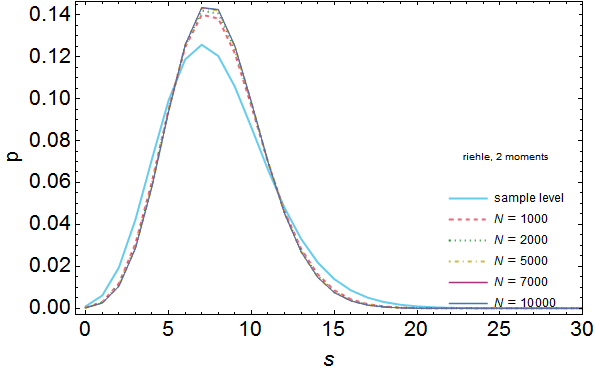 0.14
0.12
0.10
0.08
0.06
0.04
0.02
0.00
p
riehle, 2 moments
sample level
N = 1000
N = 2000
N = 5000
N = 7000
N = 10000
0 5 10 15 20 25 30
s